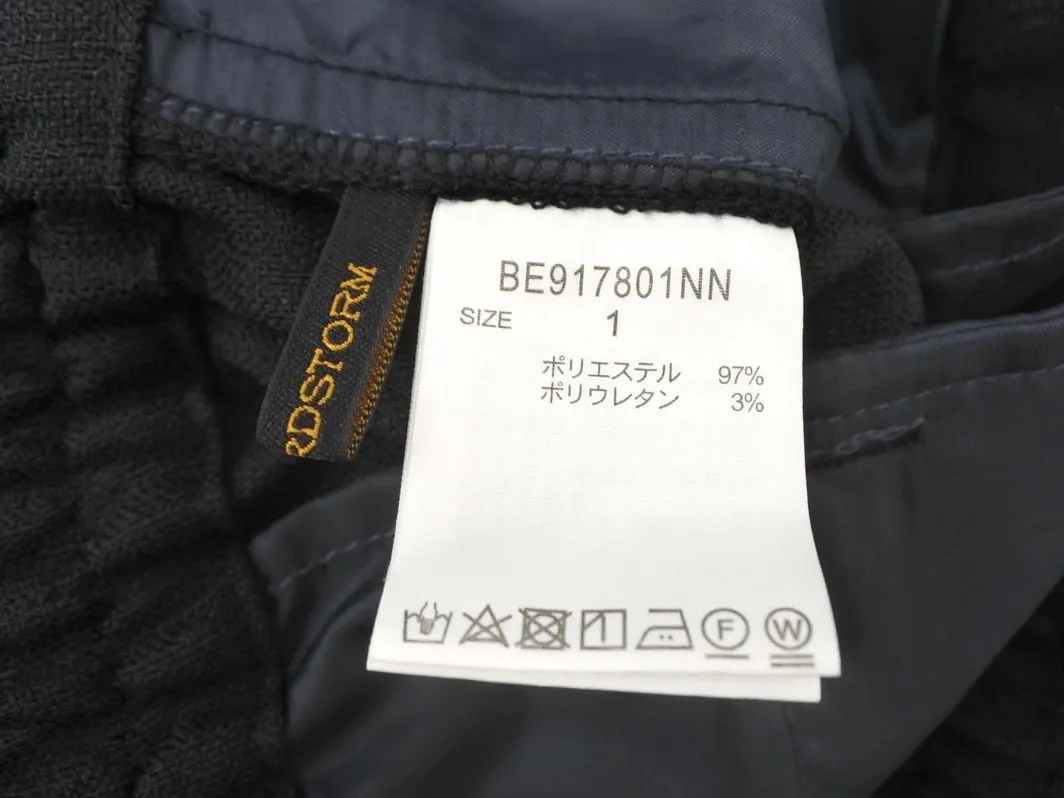 RDSTORM
BE917801NN
SIZE 1
ポリエステル 97%
ポリウレタン 3%
F W